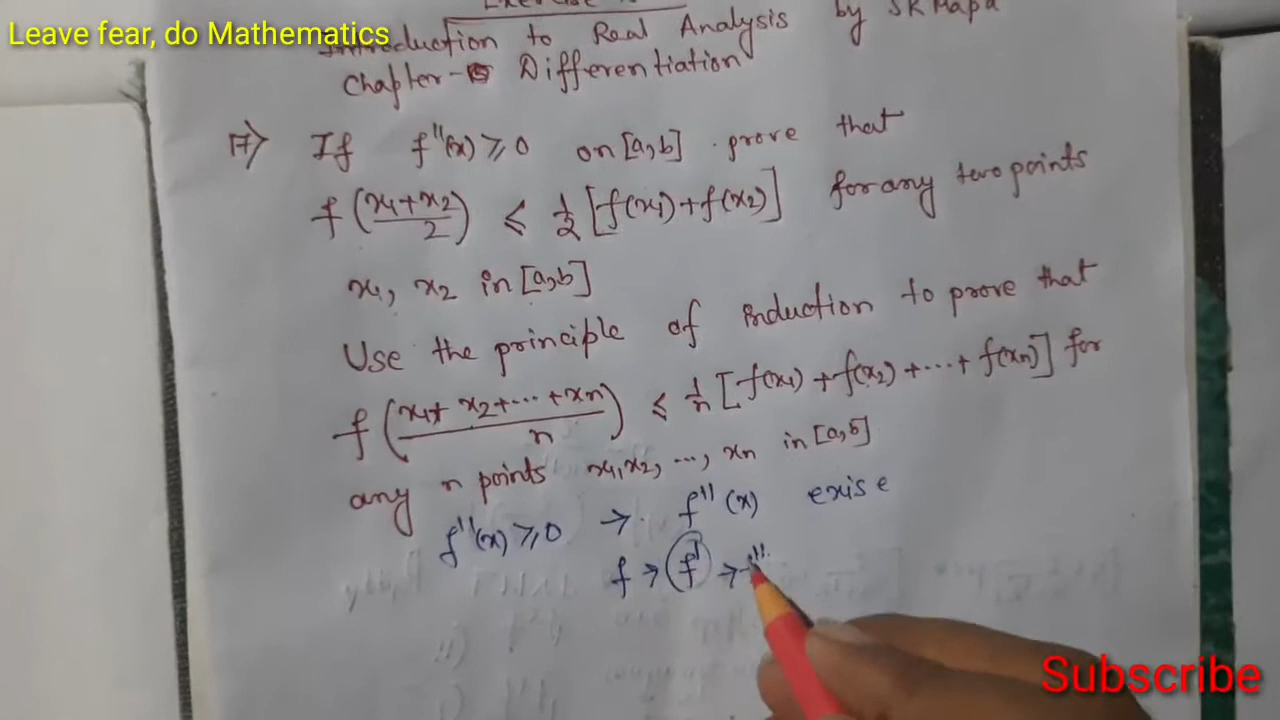 Leave fear, do Mathematics
Introduction to Real Analysis by SK Mapa
Chapter- Differentiation
17) If f''(x) ≥ 0 on [a,b]. prove that
f((x1+x2)/2) ≤ 1/2 [f(x1)+f(x2)] for any two points
x1, x2 in [a,b]
Use the principle of induction to prove that
f((x1+x2+...+xn)/n) ≤ 1/n [f(x1)+f(x2)+...+f(xn)] for
any n points x1,x2, ..., xn in [a,b]
f''(x) ≥ 0 → f''(x) exise
f → f' → f''
Subscribe